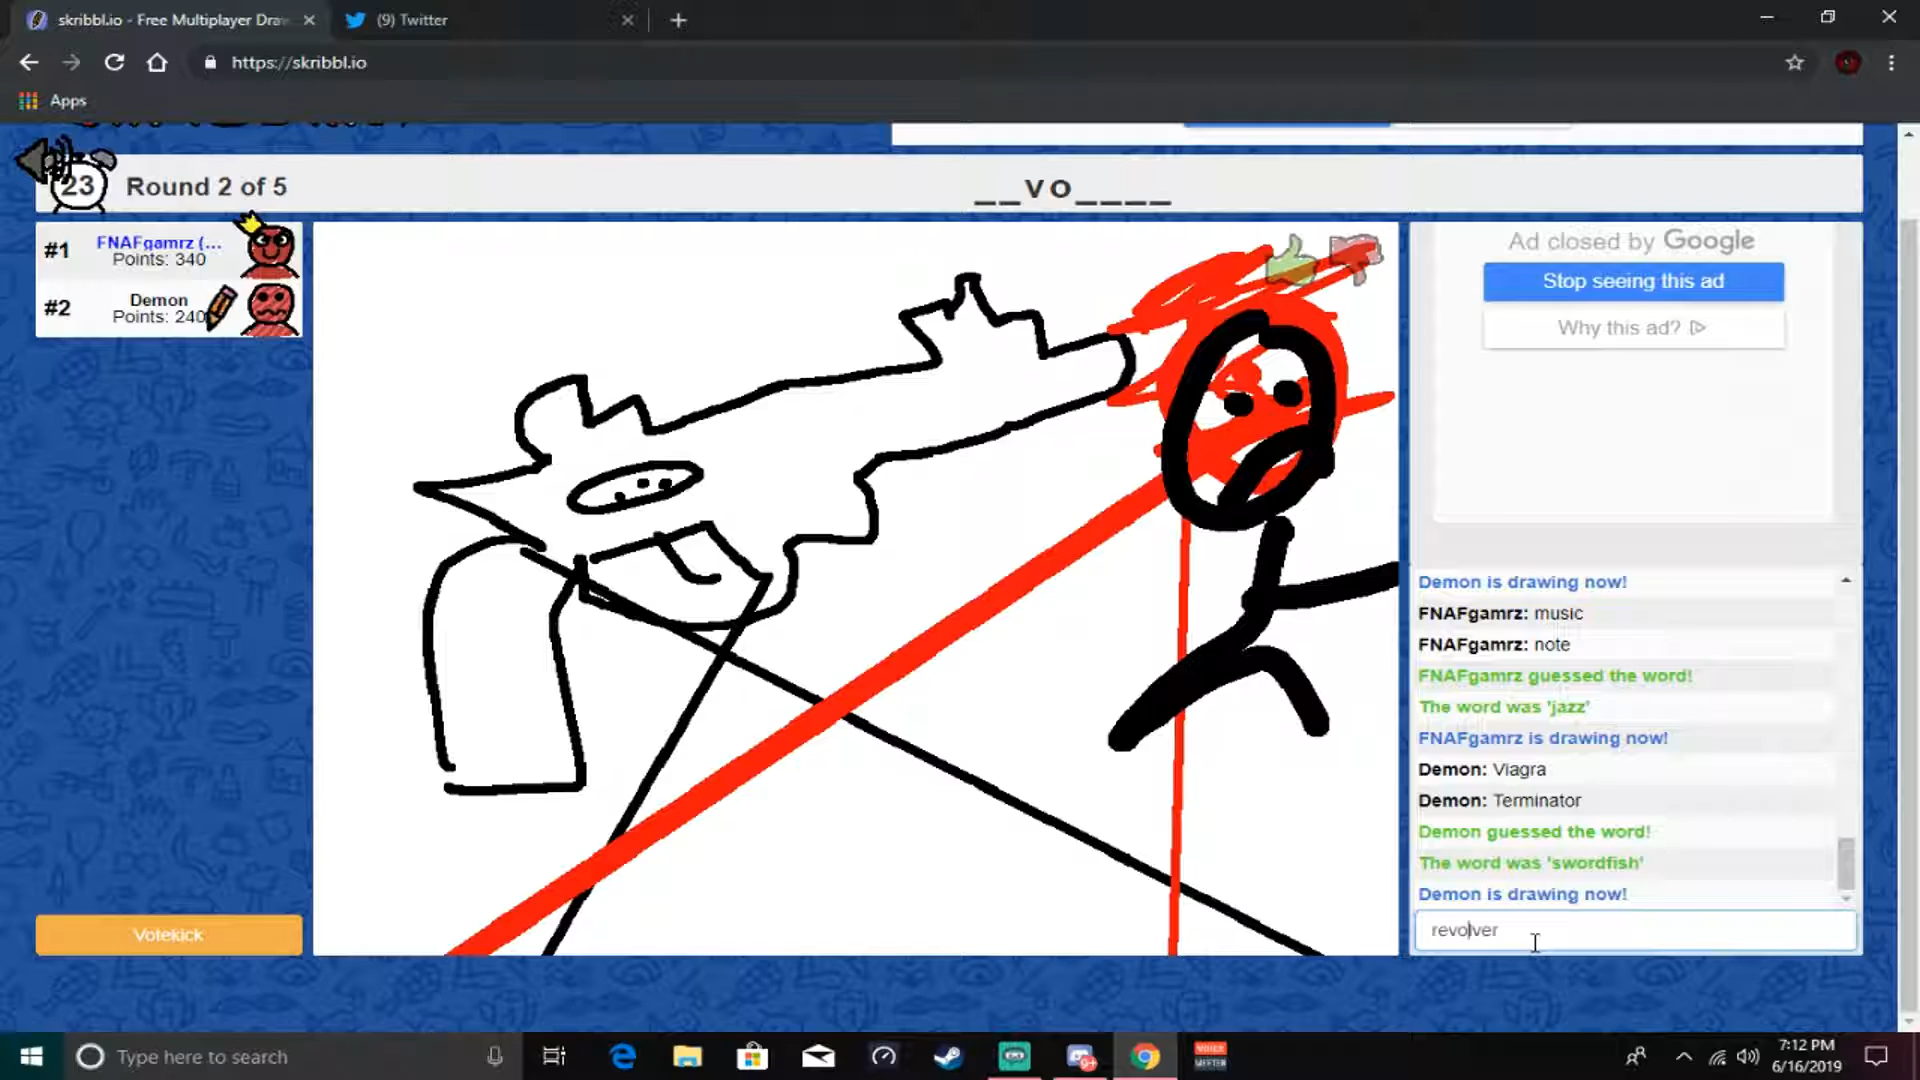 skribbl.io - Free Multiplayer Draw
(9) Twitter
https://skribbl.io
Apps
23
Round 2 of 5
__vo____
#1
FNAFgamrz (...
Points: 340
#2
Demon
Points: 240
Votekick
Ad closed by Google
Stop seeing this ad
Why this ad?
Demon is drawing now!
FNAFgamrz: music
FNAFgamrz: note
FNAFgamrz guessed the word!
The word was 'jazz'
FNAFgamrz is drawing now!
Demon: Viagra
Demon: Terminator
Demon guessed the word!
The word was 'swordfish'
Demon is drawing now!
revolver
Type here to search
9+
VOICE
MEETER
7:12 PM
6/16/2019